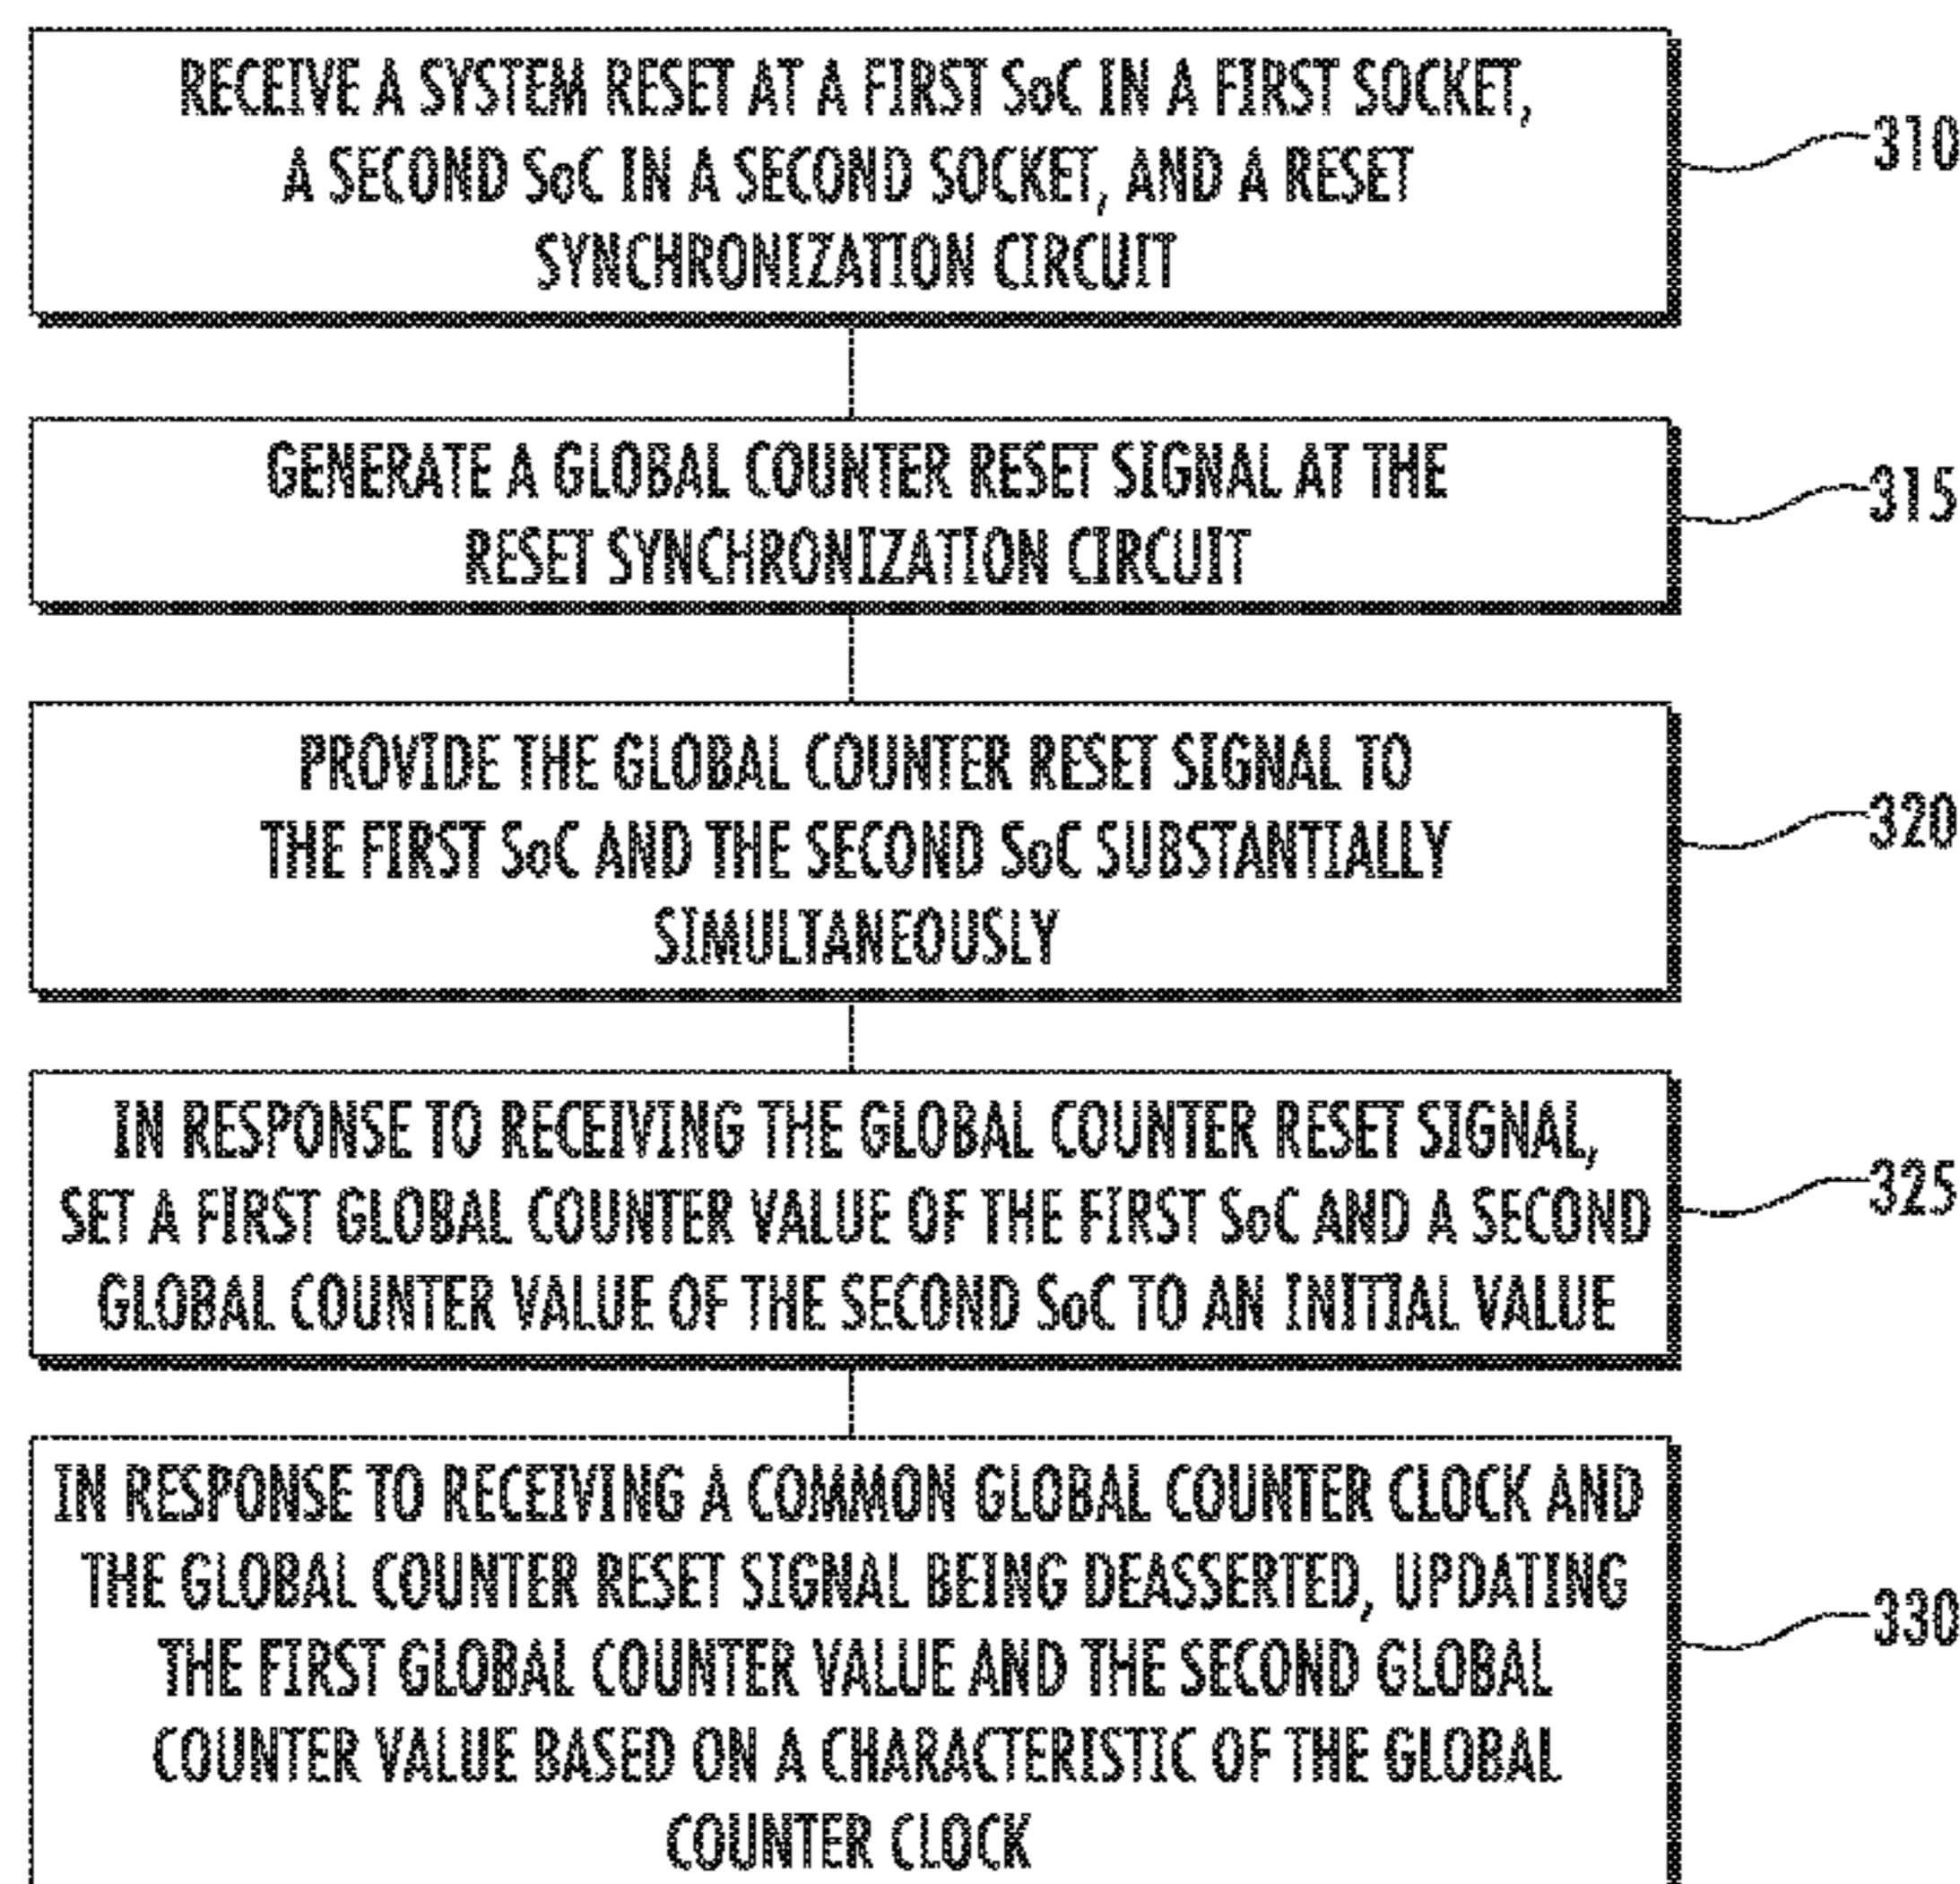 RECEIVE A SYSTEM RESET AT A FIRST SoC IN A FIRST SOCKET,
A SECOND SoC IN A SECOND SOCKET, AND A RESET
SYNCHRONIZATION CIRCUIT
310
GENERATE A GLOBAL COUNTER RESET SIGNAL AT THE
RESET SYNCHRONIZATION CIRCUIT
315
PROVIDE THE GLOBAL COUNTER RESET SIGNAL TO
THE FIRST SoC AND THE SECOND SoC SUBSTANTIALLY
SIMULTANEOUSLY
320
IN RESPONSE TO RECEIVING THE GLOBAL COUNTER RESET SIGNAL,
SET A FIRST GLOBAL COUNTER VALUE OF THE FIRST SoC AND A SECOND
GLOBAL COUNTER VALUE OF THE SECOND SoC TO AN INITIAL VALUE
325
IN RESPONSE TO RECEIVING A COMMON GLOBAL COUNTER CLOCK AND
THE GLOBAL COUNTER RESET SIGNAL BEING DEASSERTED, UPDATING
THE FIRST GLOBAL COUNTER VALUE AND THE SECOND GLOBAL
COUNTER VALUE BASED ON A CHARACTERISTIC OF THE GLOBAL
COUNTER CLOCK
330